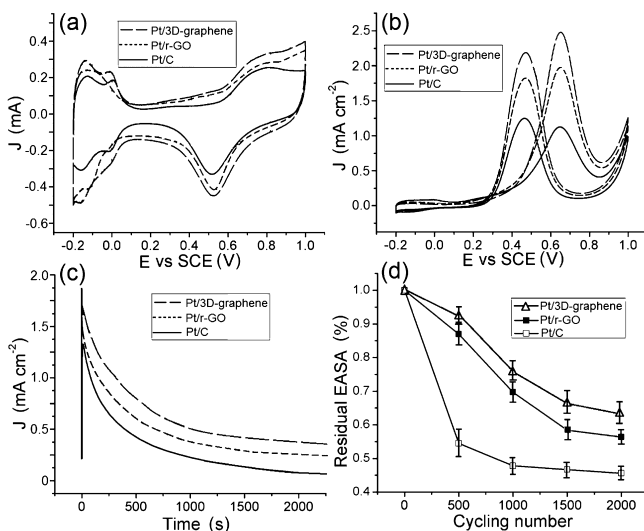 (a)
Pt/3D-graphene
Pt/r-GO
Pt/C
J (mA)
0.4
0.2
0.0
-0.2
-0.4
-0.6
-0.2 0.0 0.2 0.4 0.6 0.8 1.0
E vs SCE (V)
(b)
Pt/3D-graphene
Pt/r-GO
Pt/C
J (mA cm-2)
2.5
2.0
1.5
1.0
0.5
0.0
-0.2 0.0 0.2 0.4 0.6 0.8 1.0
E vs SCE (V)
(c)
Pt/3D-graphene
Pt/r-GO
Pt/C
J (mA cm-2)
2.0
1.5
1.0
0.5
0
0 500 1000 1500 2000
Time (s)
(d)
Pt/3D-graphene
Pt/r-GO
Pt/C
Residual EASA (%)
1.0
0.9
0.8
0.7
0.6
0.5
0.4
0 500 1000 1500 2000
Cycling number